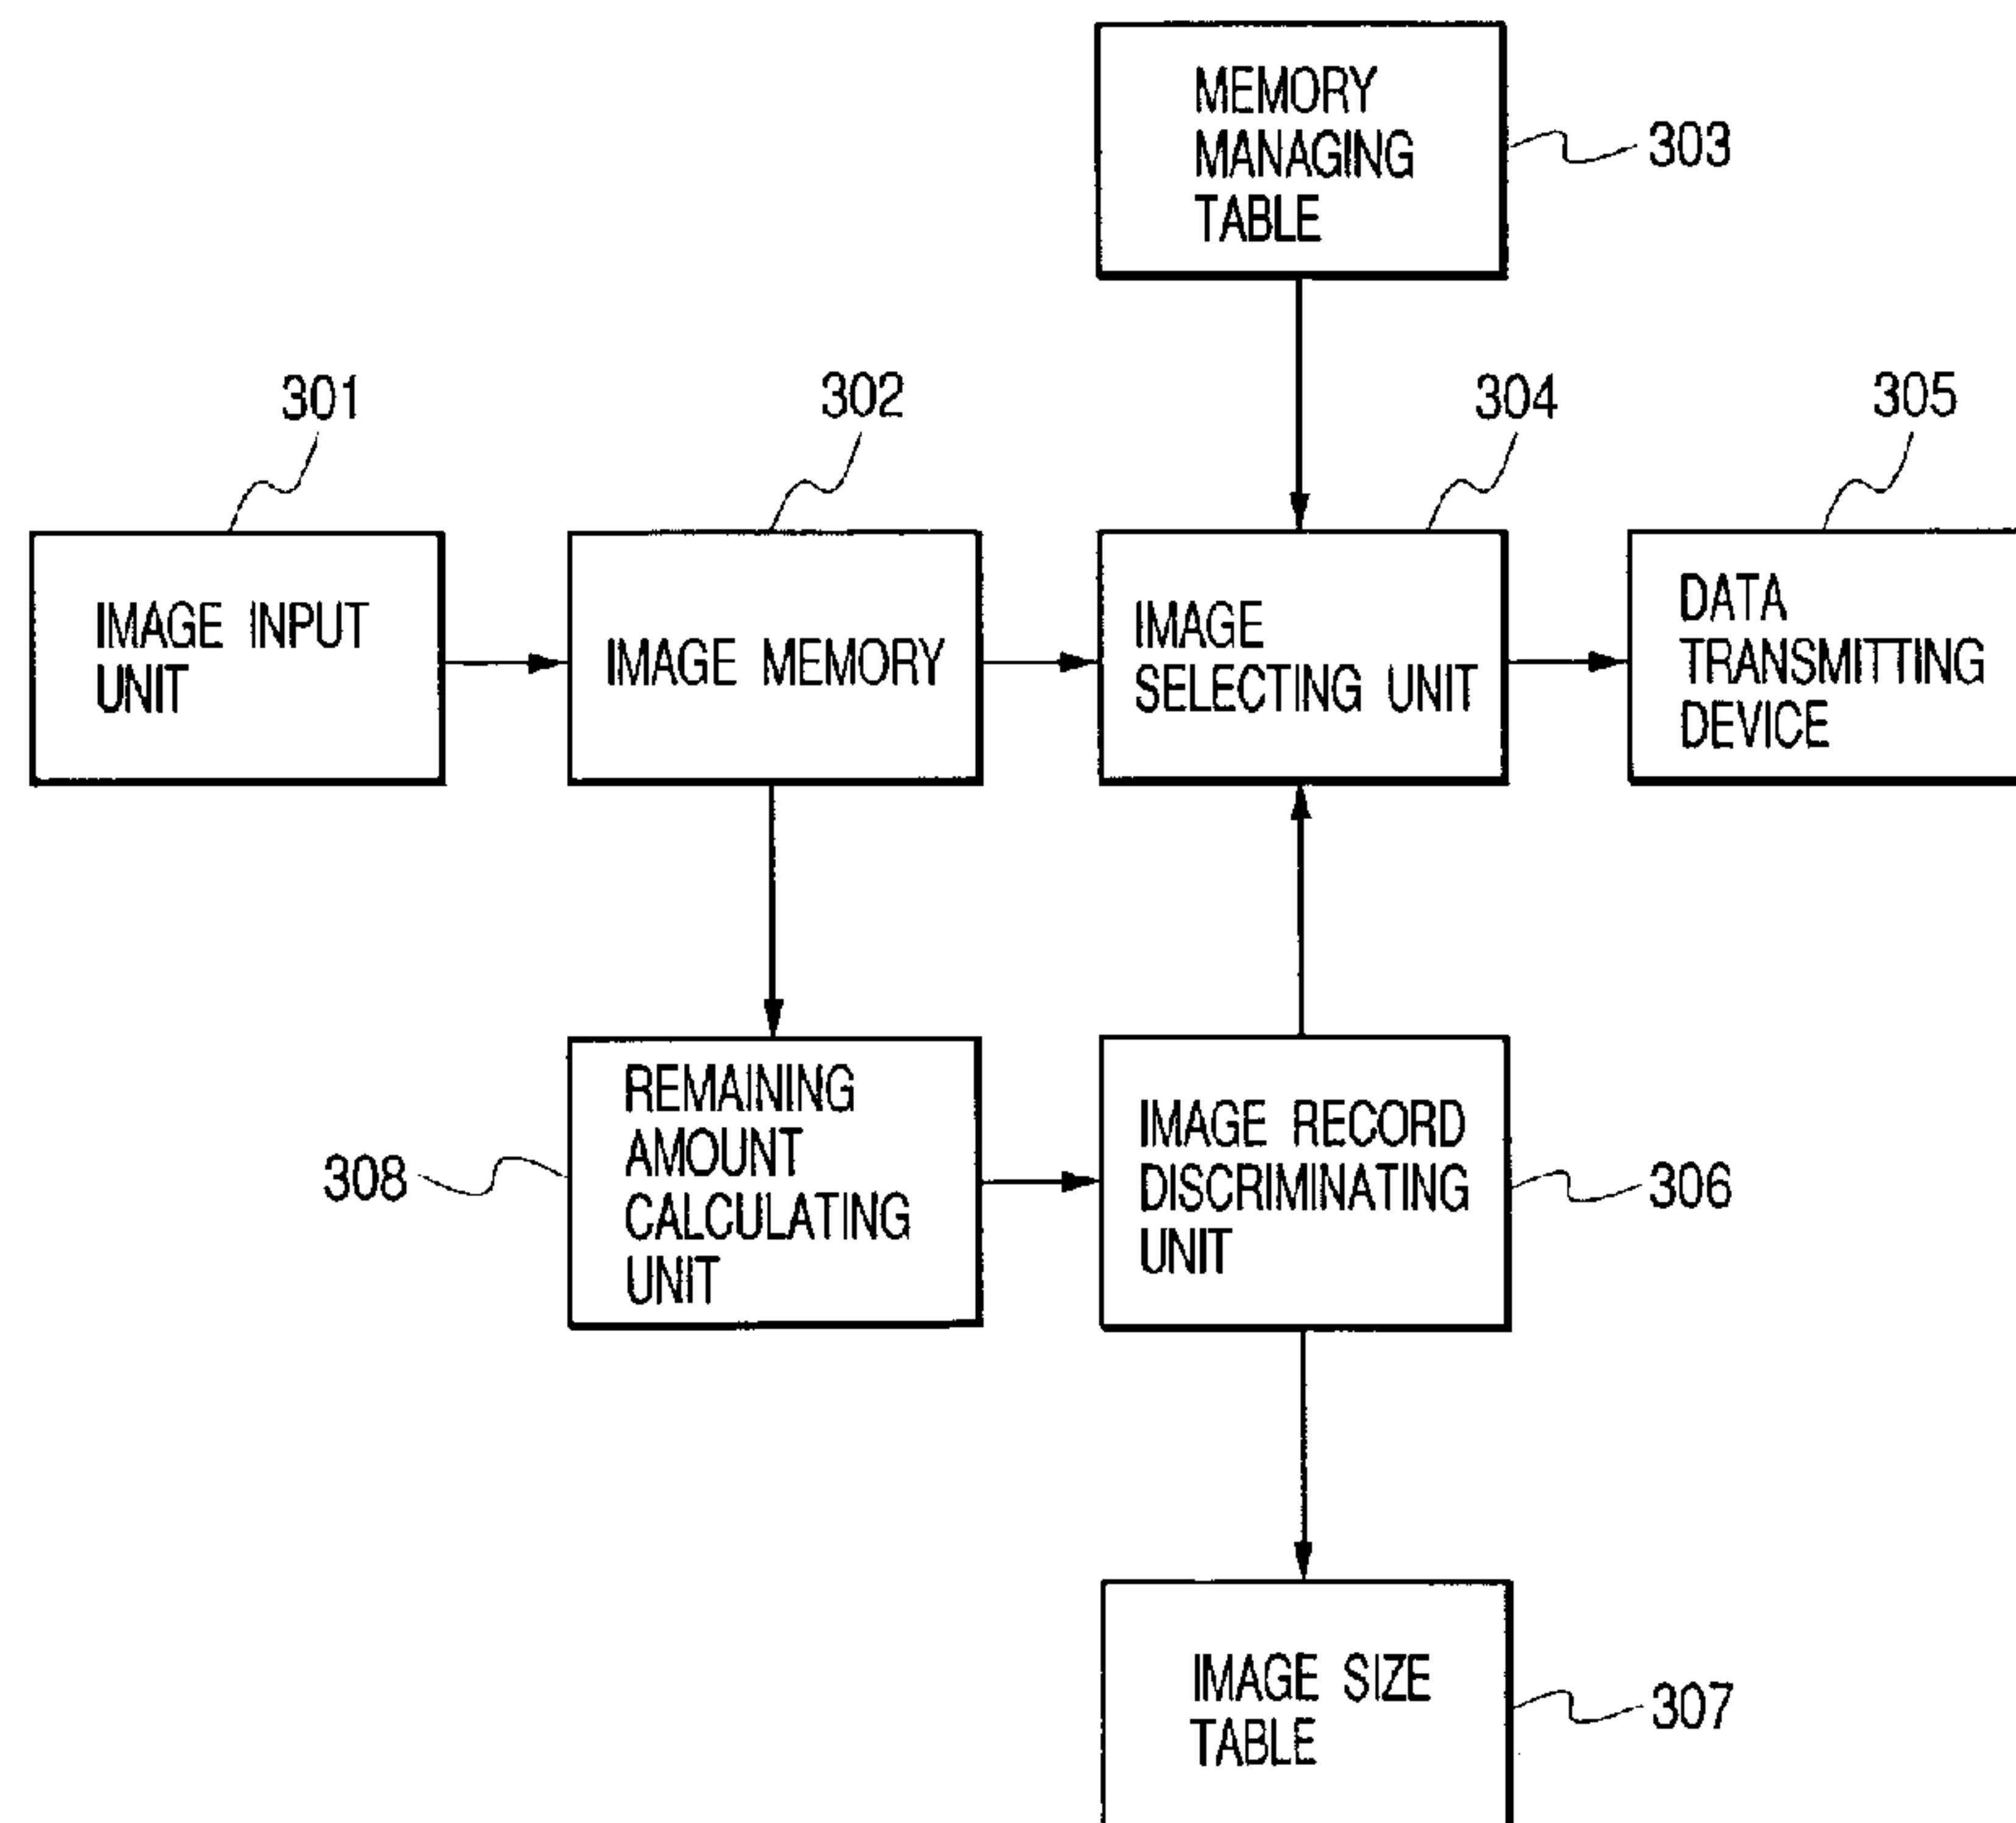 MEMORY
MANAGING
TABLE
303
301
302
304
305
IMAGE INPUT
UNIT
IMAGE MEMORY
IMAGE
SELECTING UNIT
DATA
TRANSMITTING
DEVICE
308
REMAINING
AMOUNT
CALCULATING
UNIT
IMAGE RECORD
DISCRIMINATING
UNIT
306
IMAGE SIZE
TABLE
307